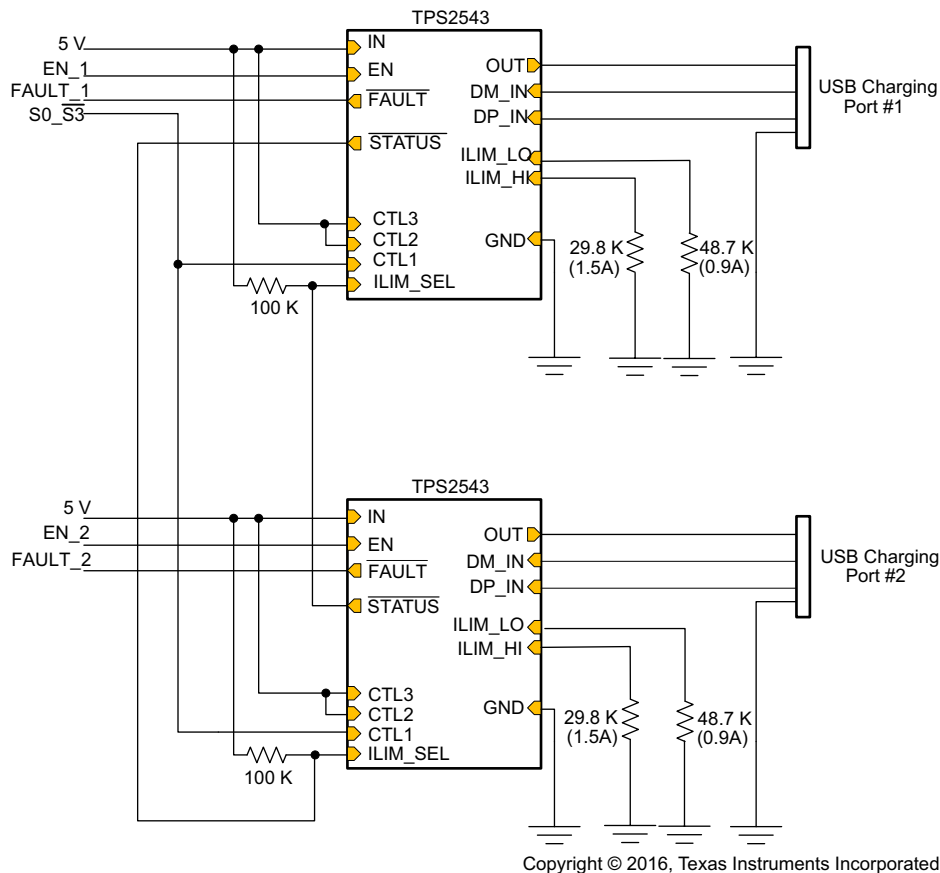 TPS2543
5 V
EN_1
FAULT_1
S0_S3
IN
EN
FAULT
STATUS
CTL3
CTL2
CTL1
ILIM_SEL
100 K
OUT
DM_IN
DP_IN
ILIM_LO
ILIM_HI
GND
29.8 K
(1.5A)
48.7 K
(0.9A)
USB Charging
Port #1
TPS2543
5 V
EN_2
FAULT_2
IN
EN
FAULT
STATUS
CTL3
CTL2
CTL1
ILIM_SEL
100 K
OUT
DM_IN
DP_IN
ILIM_LO
ILIM_HI
GND
29.8 K
(1.5A)
48.7 K
(0.9A)
USB Charging
Port #2
Copyright © 2016, Texas Instruments Incorporated